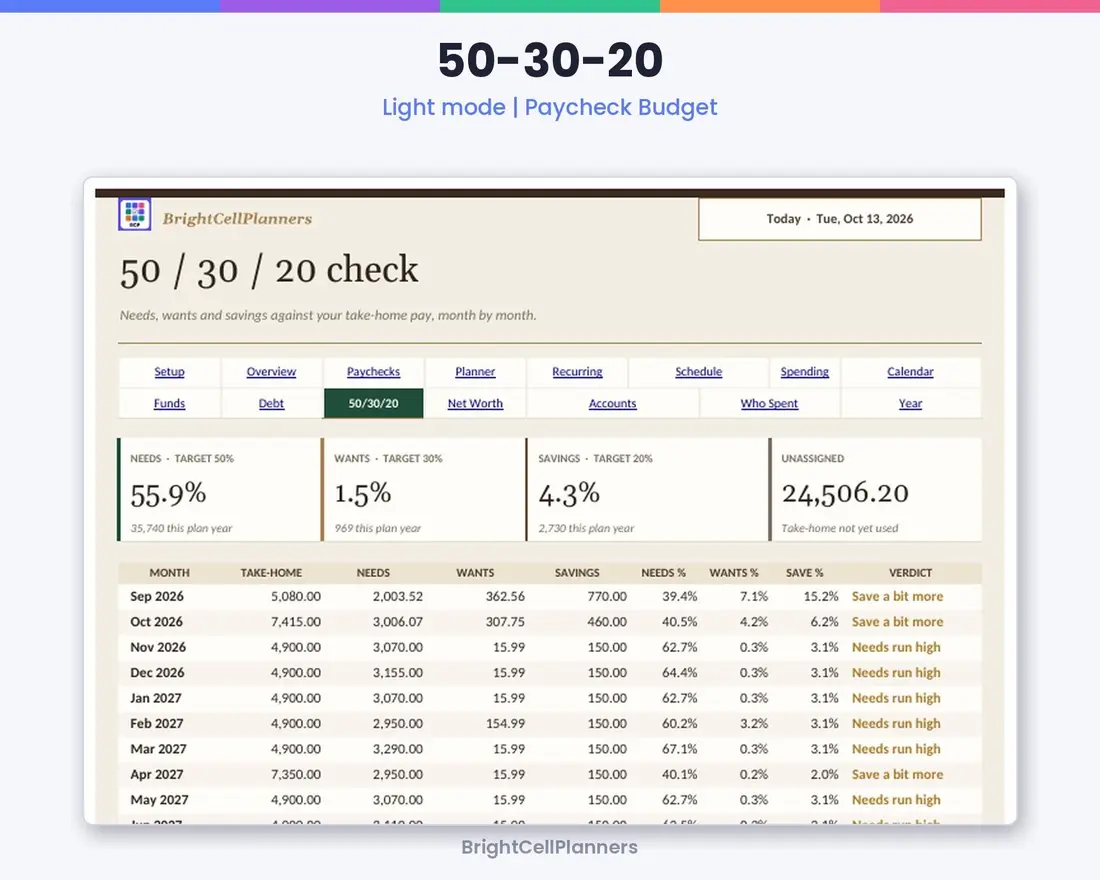 50-30-20
Light mode | Paycheck Budget
BCP
BrightCellPlanners
Today · Tue, Oct 13, 2026
50 / 30 / 20 check
Needs, wants and savings against your take-home pay, month by month.
Setup Overview Paychecks Planner Recurring Schedule Spending Calendar
Funds Debt 50/30/20 Net Worth Accounts Who Spent Year
NEEDS · TARGET 50% WANTS · TARGET 30% SAVINGS · TARGET 20% UNASSIGNED
55.9% 1.5% 4.3% 24,506.20
35,740 this plan year 969 this plan year 2,730 this plan year Take-home not yet used
MONTH TAKE-HOME NEEDS WANTS SAVINGS NEEDS % WANTS % SAVE % VERDICT
Sep 2026 5,080.00 2,003.52 362.56 770.00 39.4% 7.1% 15.2% Save a bit more
Oct 2026 7,415.00 3,006.07 307.75 460.00 40.5% 4.2% 6.2% Save a bit more
Nov 2026 4,900.00 3,070.00 15.99 150.00 62.7% 0.3% 3.1% Needs run high
Dec 2026 4,900.00 3,155.00 15.99 150.00 64.4% 0.3% 3.1% Needs run high
Jan 2027 4,900.00 3,070.00 15.99 150.00 62.7% 0.3% 3.1% Needs run high
Feb 2027 4,900.00 2,950.00 154.99 150.00 60.2% 3.2% 3.1% Needs run high
Mar 2027 4,900.00 3,290.00 15.99 150.00 67.1% 0.3% 3.1% Needs run high
Apr 2027 7,350.00 2,950.00 15.99 150.00 40.1% 0.2% 2.0% Save a bit more
May 2027 4,900.00 3,070.00 15.99 150.00 62.7% 0.3% 3.1% Needs run high
BrightCellPlanners